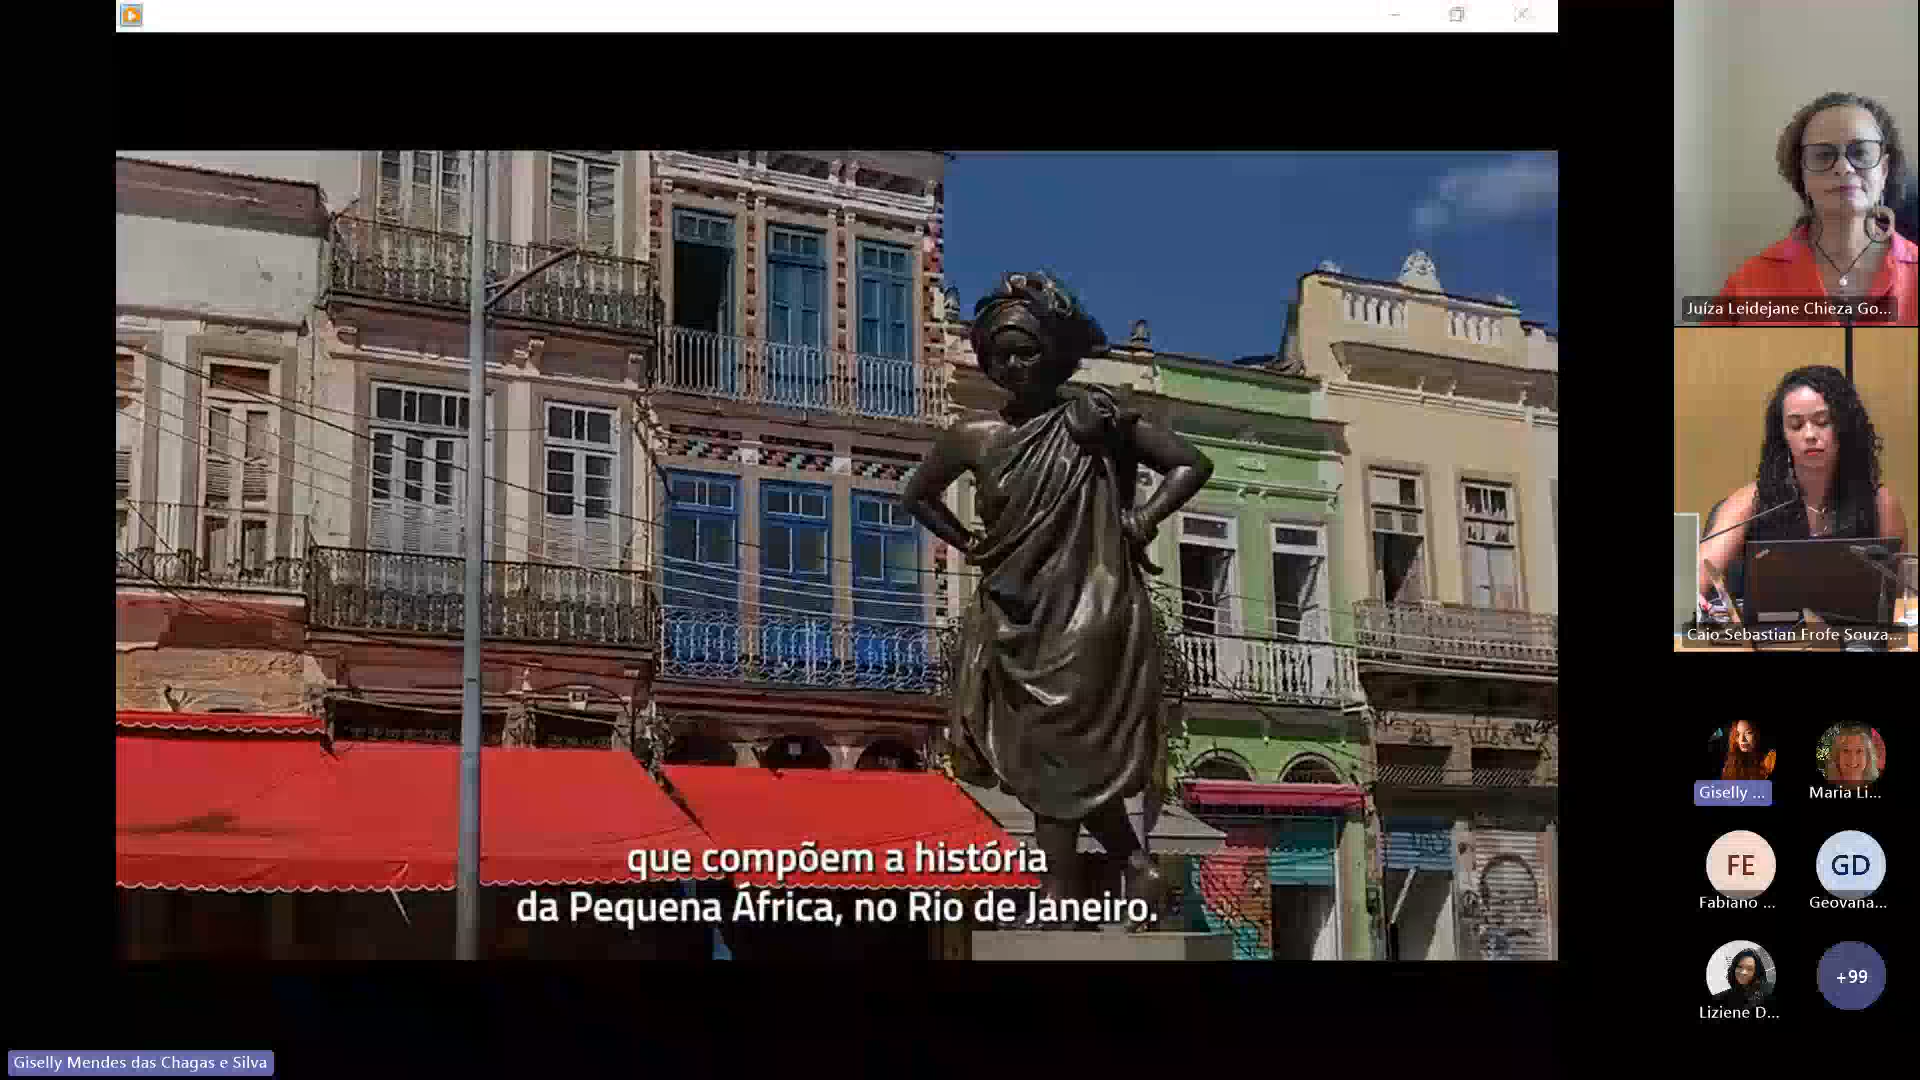 que compõem a história
da Pequena África, no Rio de Janeiro.
Juíza Leidejane Chieza Go...
Caio Sebastian Frofe Souza...
Giselly ...
Maria Li...
FE
GD
Fabiano ...
Geovana...
+99
Liziene D...
Giselly Mendes das Chagas e Silva